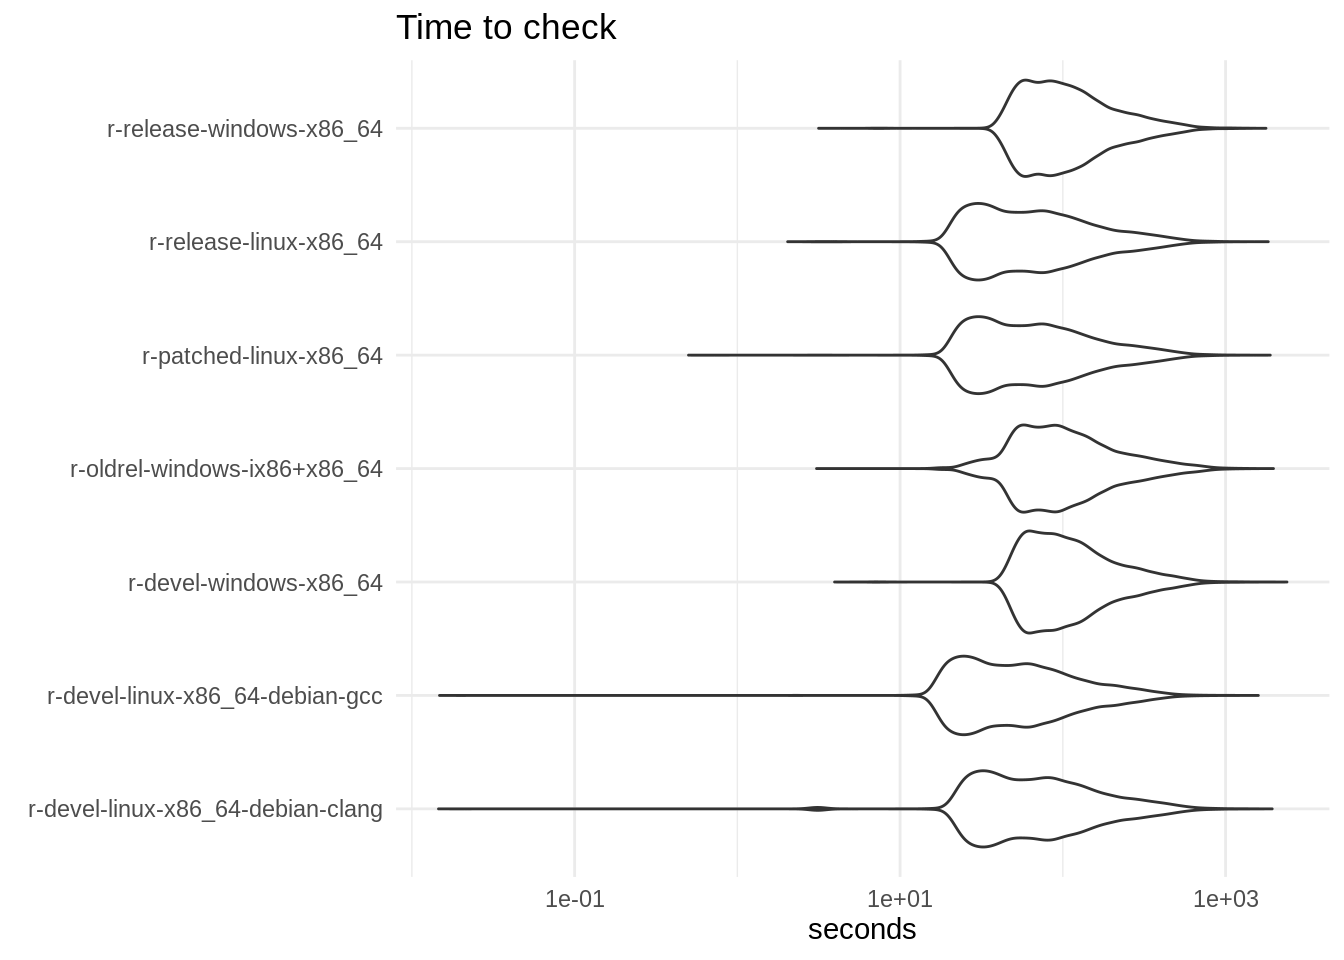 Time to check
r-release-windows-x86_64
r-release-linux-x86_64
r-patched-linux-x86_64
r-oldrel-windows-ix86+x86_64
r-devel-windows-x86_64
r-devel-linux-x86_64-debian-gcc
r-devel-linux-x86_64-debian-clang
1e-01 1e+01 1e+03
seconds